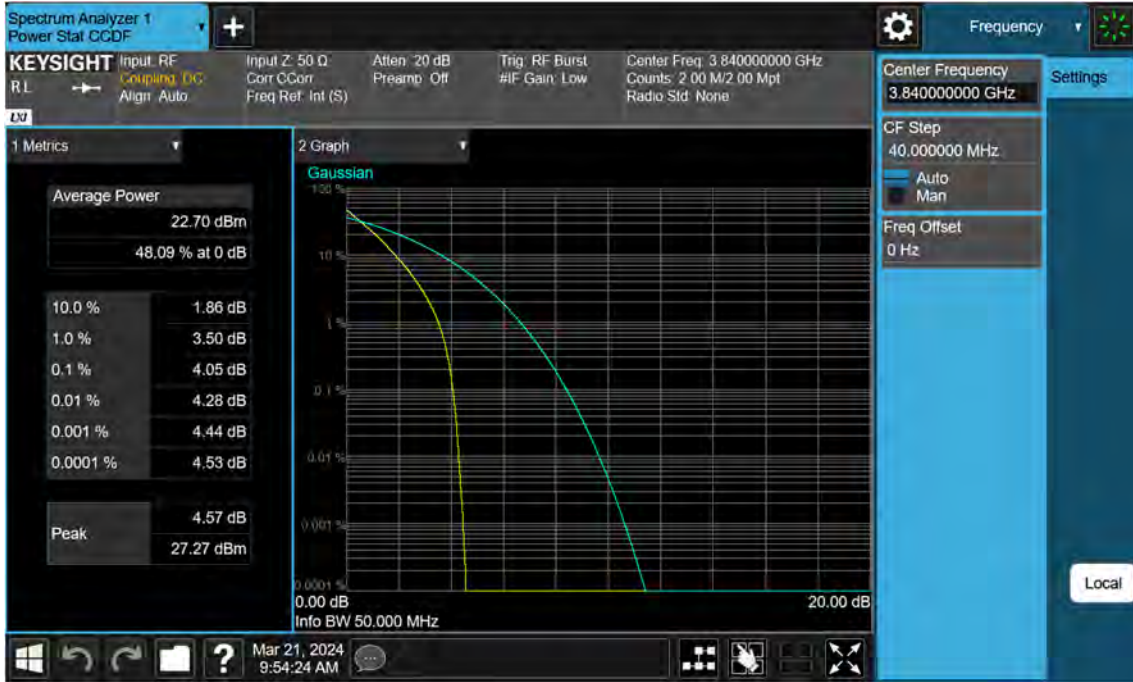 Spectrum Analyzer 1
Power Stat CCDF
Frequency
KEYSIGHT
RL
LXI
Input: RF
Coupling: DC
Align: Auto
Input Z: 50 Ω
Corr CCorr
Freq Ref: Int (S)
Atten: 20 dB
Preamp: Off
Trig: RF Burst
#IF Gain: Low
Center Freq: 3.840000000 GHz
Counts: 2.00 M/2.00 Mpt
Radio Std: None
Center Frequency
3.840000000 GHz
Settings
CF Step
40.000000 MHz
Auto
Man
Freq Offset
0 Hz
Local
1 Metrics
Average Power
22.70 dBm
48.09 % at 0 dB
10.0 % 1.86 dB
1.0 % 3.50 dB
0.1 % 4.05 dB
0.01 % 4.28 dB
0.001 % 4.44 dB
0.0001 % 4.53 dB
Peak
4.57 dB
27.27 dBm
2 Graph
Gaussian
100 %
10 %
1 %
0.1 %
0.01 %
0.001 %
0.0001 %
0.00 dB 20.00 dB
Info BW 50.000 MHz
?
Mar 21, 2024
9:54:24 AM